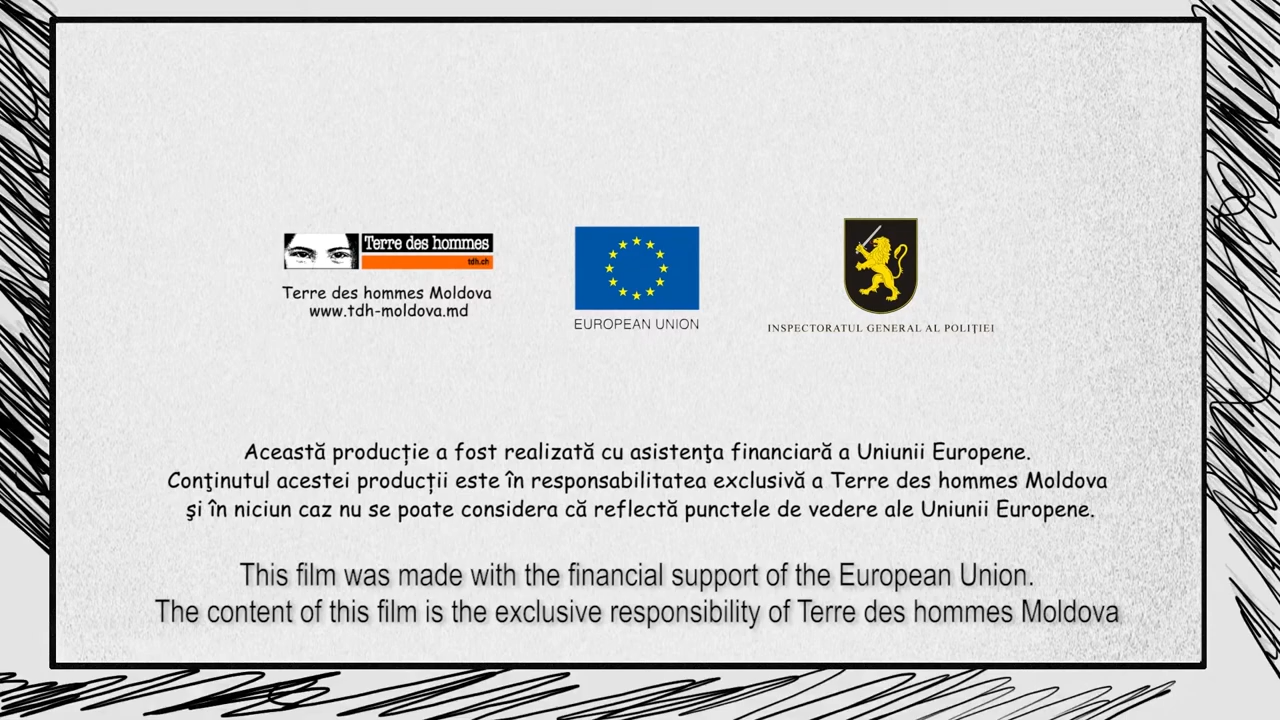 Terre des hommes
tdh.ch
Terre des hommes Moldova
www.tdh-moldova.md
EUROPEAN UNION
INSPECTORATUL GENERAL AL POLIŢIEI
Această producție a fost realizată cu asistenţa financiară a Uniunii Europene.
Conţinutul acestei producții este în responsabilitatea exclusivă a Terre des hommes Moldova
şi în niciun caz nu se poate considera că reflectă punctele de vedere ale Uniunii Europene.
This film was made with the financial support of the European Union.
The content of this film is the exclusive responsibility of Terre des hommes Moldova